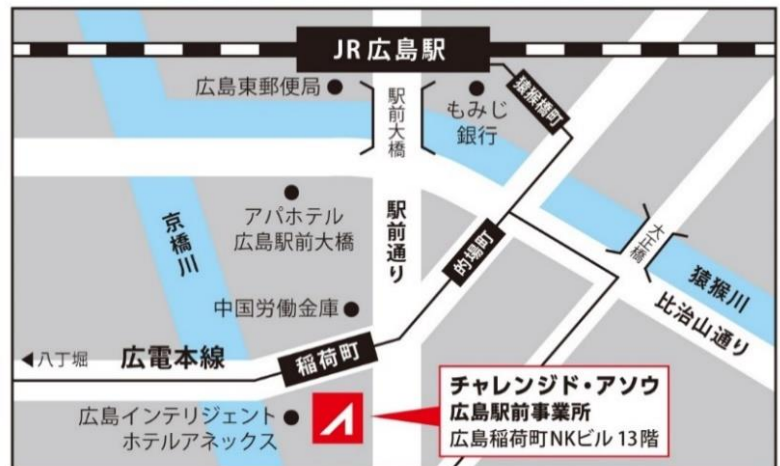 JR広島駅
広島東郵便局
駅前大橋
もみじ
銀行
猿猴橋町
アパホテル
広島駅前大橋
京橋川
駅前通り
的場町
大正橋
猿猴川
比治山通り
中国労働金庫
稲荷町
◀八丁堀
広電本線
広島インテリジェント
ホテルアネックス
チャレンジド・アソウ
広島駅前事業所
広島稲荷町NKビル 13階